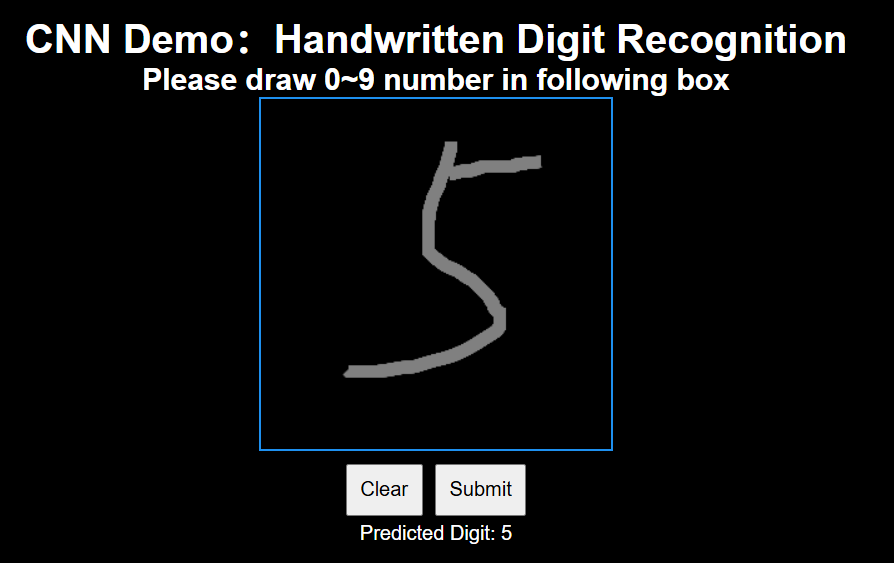 CNN Demo：Handwritten Digit Recognition
Please draw 0~9 number in following box
5
Clear Submit
Predicted Digit: 5